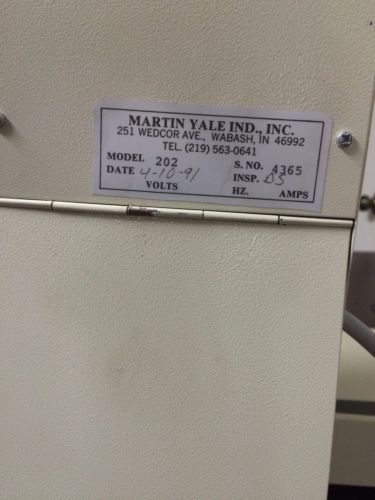 MARTIN YALE IND., INC.
251 WEDCOR AVE., WABASH, IN 46992
TEL. (219) 563-0641
MODEL 202 S. NO. 4365
DATE 4-10-91 INSP. DS
VOLTS HZ. AMPS